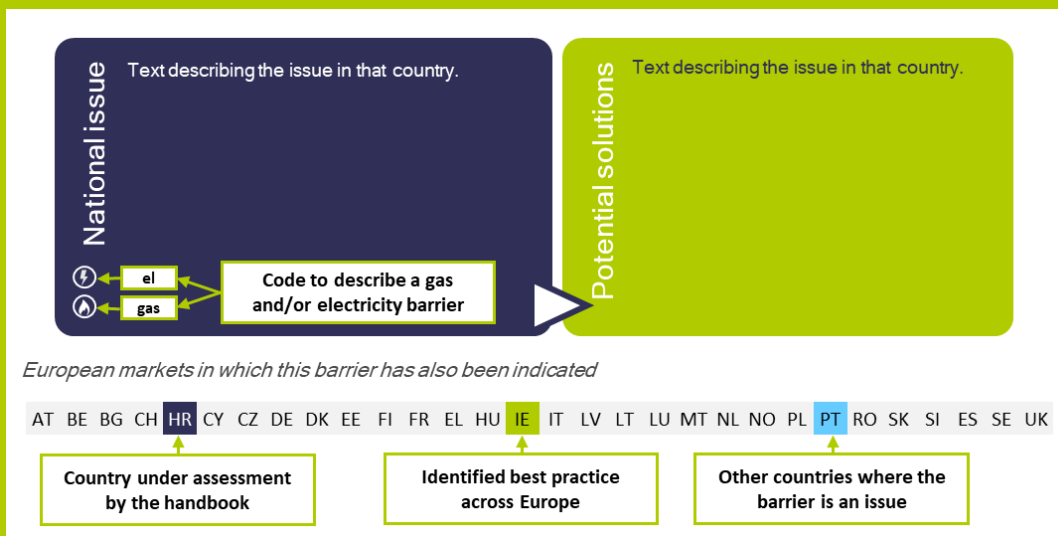 National issue
Text describing the issue in that country.
el
gas
Code to describe a gas
and/or electricity barrier
Potential solutions
Text describing the issue in that country.
European markets in which this barrier has also been indicated
AT BE BG CH HR CY CZ DE DK EE FI FR EL HU IE IT LV LT LU MT NL NO PL PT RO SK SI ES SE UK
Country under assessment
by the handbook
Identified best practice
across Europe
Other countries where the
barrier is an issue